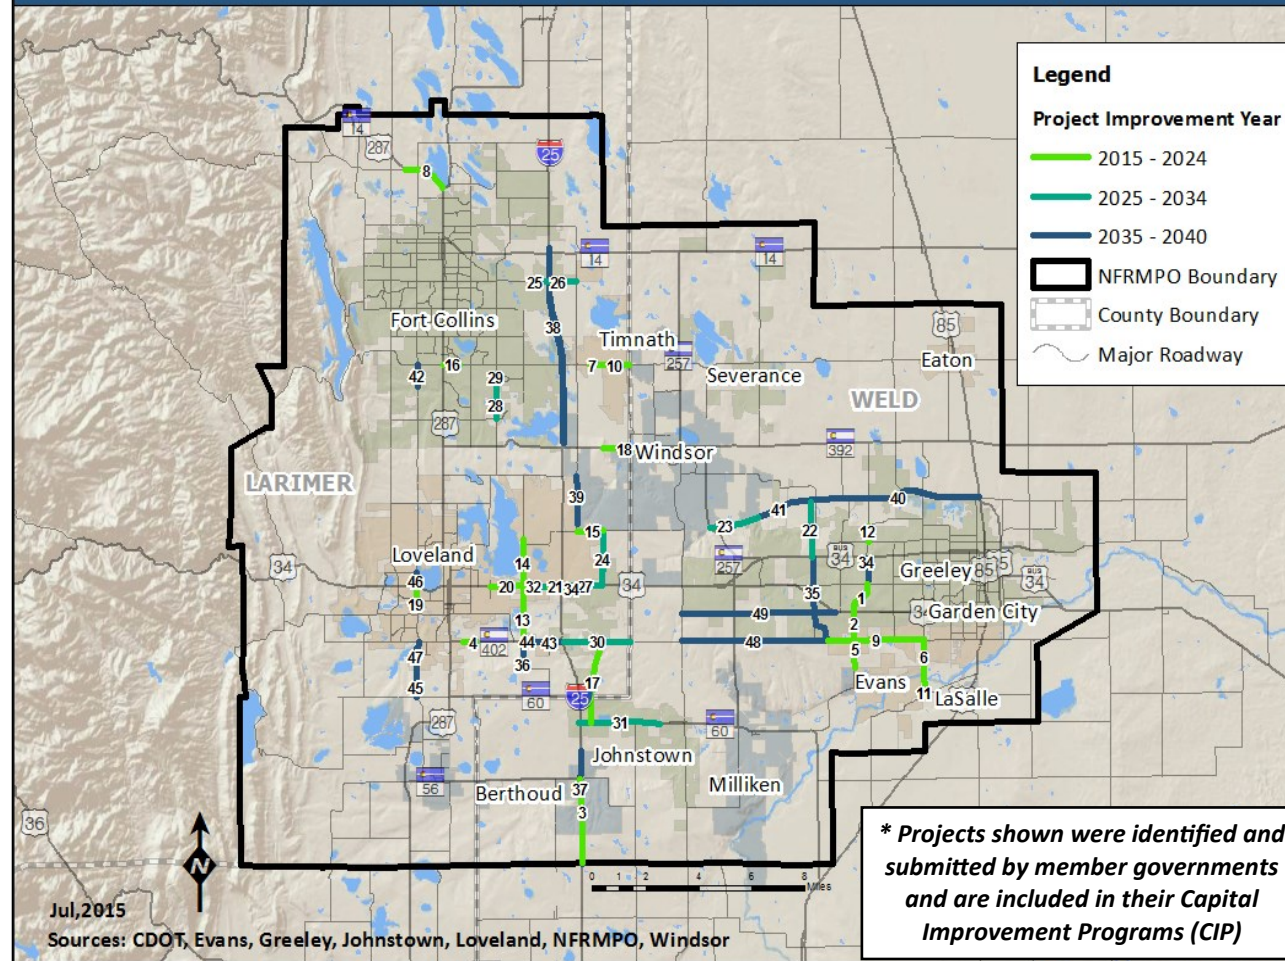 Legend
Project Improvement Year
2015 - 2024
2025 - 2034
2035 - 2040
NFRMPO Boundary
County Boundary
Major Roadway
14
287
25
8
14
14
25 26
38
Fort Collins
Timnath
85
Eaton
16
7 10
257
Severance
42
29
28
WELD
287
392
18 Windsor
LARIMER
39
40
41
23
22
15
12
Loveland
24
257
BUS
34
34
Greeley
85
BUS
34
34
46
14
20 32 21 34 27
34
19
35
1
49
Garden City
13
2
4
402
44 43
30
48
9
47
36
5
6
45
60
17
25
Evans
11 LaSalle
287
31
60
Johnstown
56
Berthoud
37
Milliken
3
36
N
0 1 2 4 6 8
Miles
* Projects shown were identified and
submitted by member governments
and are included in their Capital
Improvement Programs (CIP)
Jul,2015
Sources: CDOT, Evans, Greeley, Johnstown, Loveland, NFRMPO, Windsor